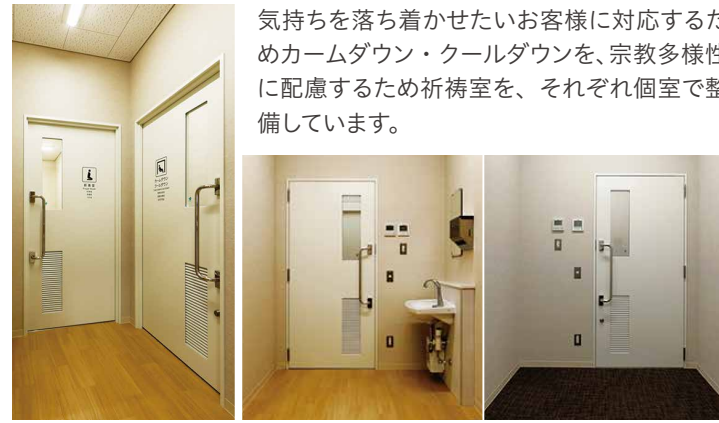 気持ちを落ち着かせたいお客様に対応するた
めカームダウン・クールダウンを、宗教多様性
に配慮するため祈祷室を、それぞれ個室で整
備しています。
祈祷室
カームダウン
クールダウン